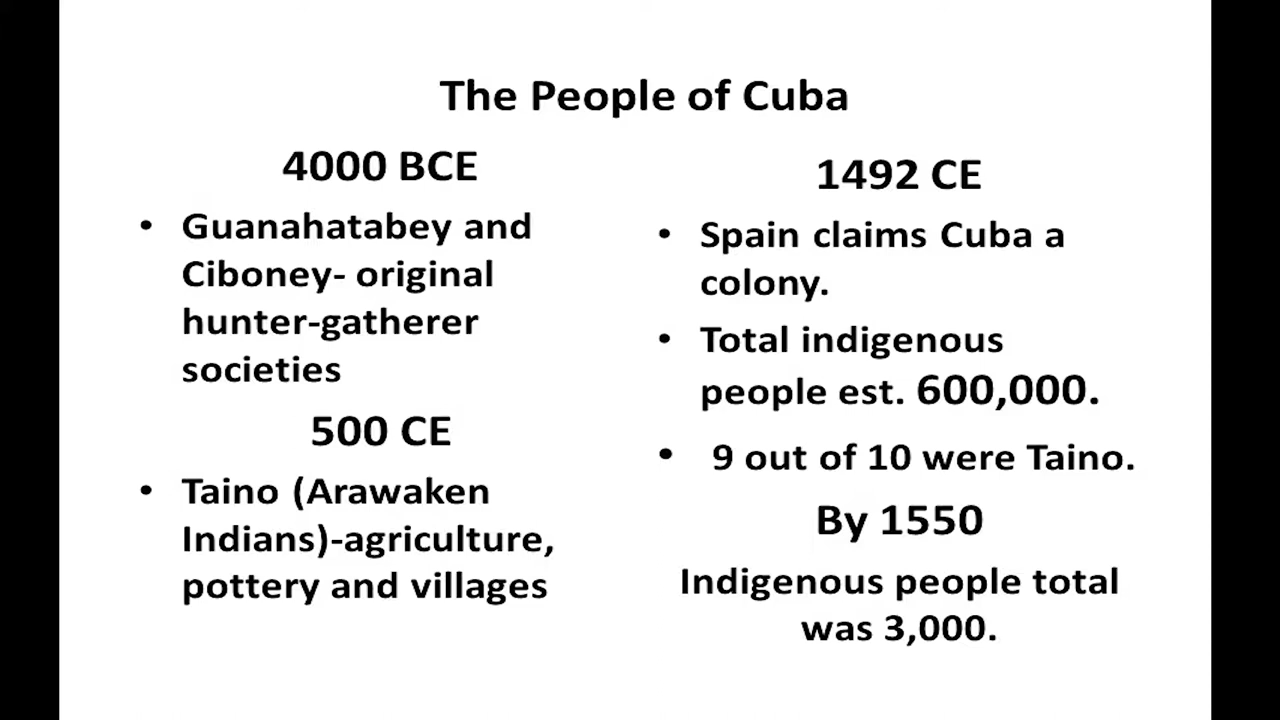 The People of Cuba
4000 BCE
• Guanahatabey and
Ciboney- original
hunter-gatherer
societies
500 CE
• Taino (Arawaken
Indians)-agriculture,
pottery and villages
1492 CE
• Spain claims Cuba a
colony.
• Total indigenous
people est. 600,000.
• 9 out of 10 were Taino.
By 1550
Indigenous people total
was 3,000.